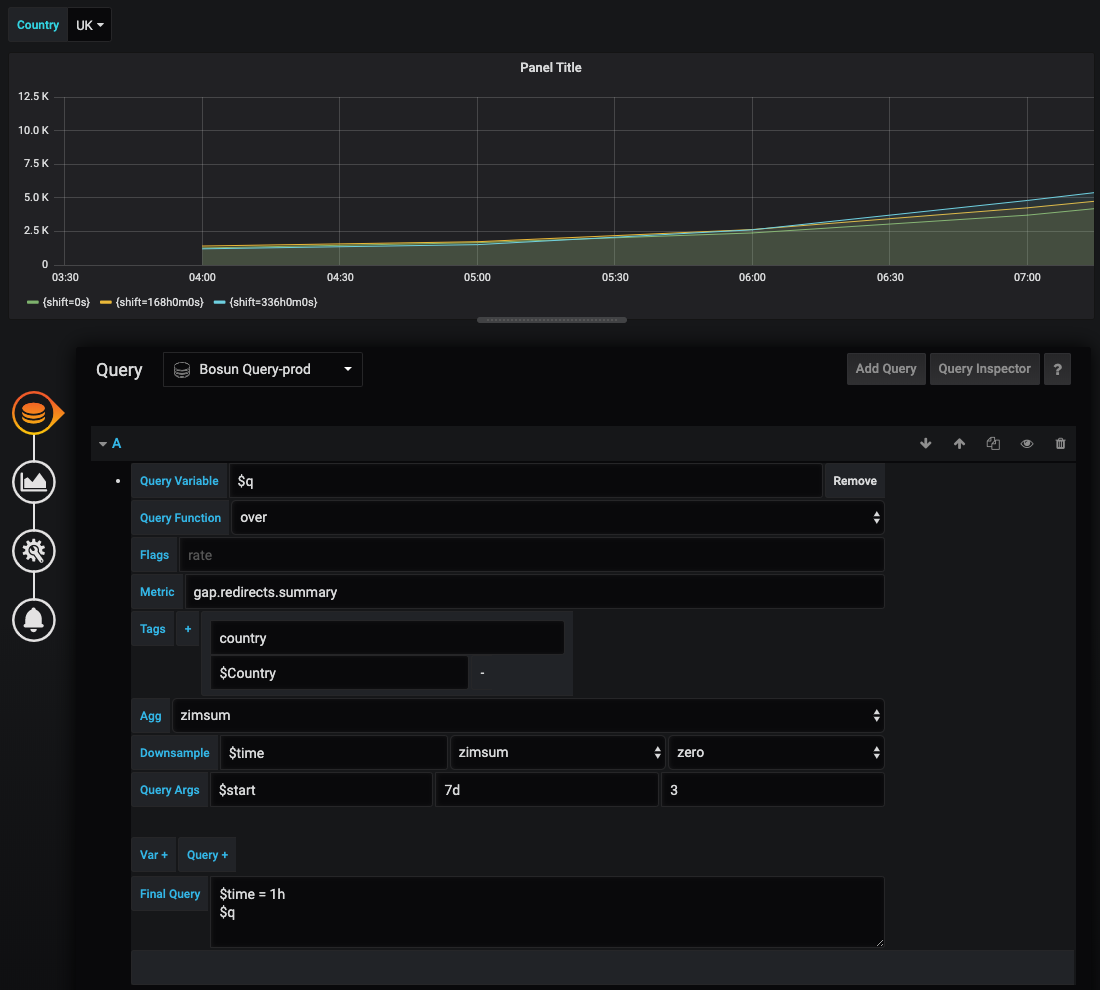 Country UK
Panel Title
12.5 K
10.0 K
7.5 K
5.0 K
2.5 K
0
03:30 04:00 04:30 05:00 05:30 06:00 06:30 07:00
{shift=0s} {shift=168h0m0s} {shift=336h0m0s}
Query Bosun Query-prod Add Query Query Inspector ?
A
Query Variable $q Remove
Query Function over
Flags rate
Metric gap.redirects.summary
Tags + country
$Country -
Agg zimsum
Downsample $time zimsum zero
Query Args $start 7d 3
Var + Query +
Final Query $time = 1h
$q